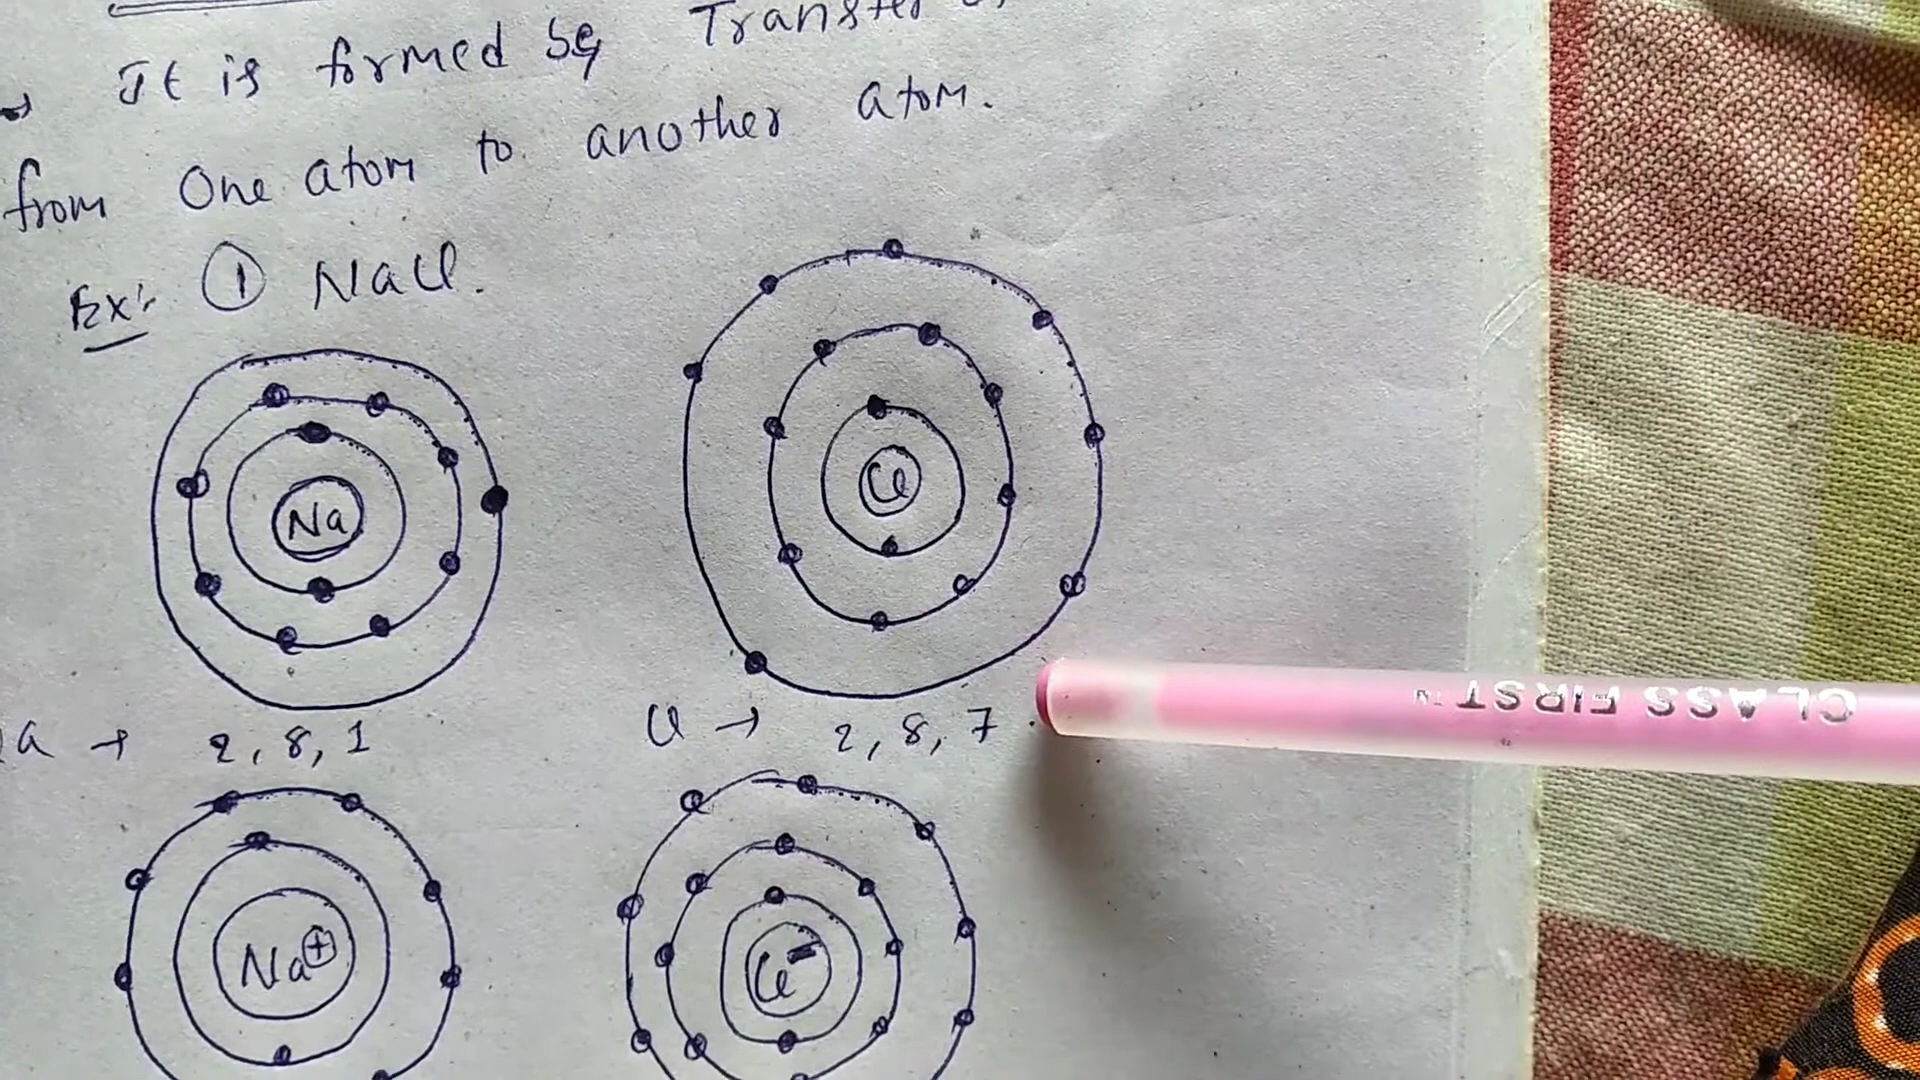 It is formed by Transfer
from One atom to another atom.
Ex:- ① NaCl.
Na
Cl
a → 2, 8, 1
Cl → 2, 8, 7
Na⊕
Cl⁻
CLASS FIRST™